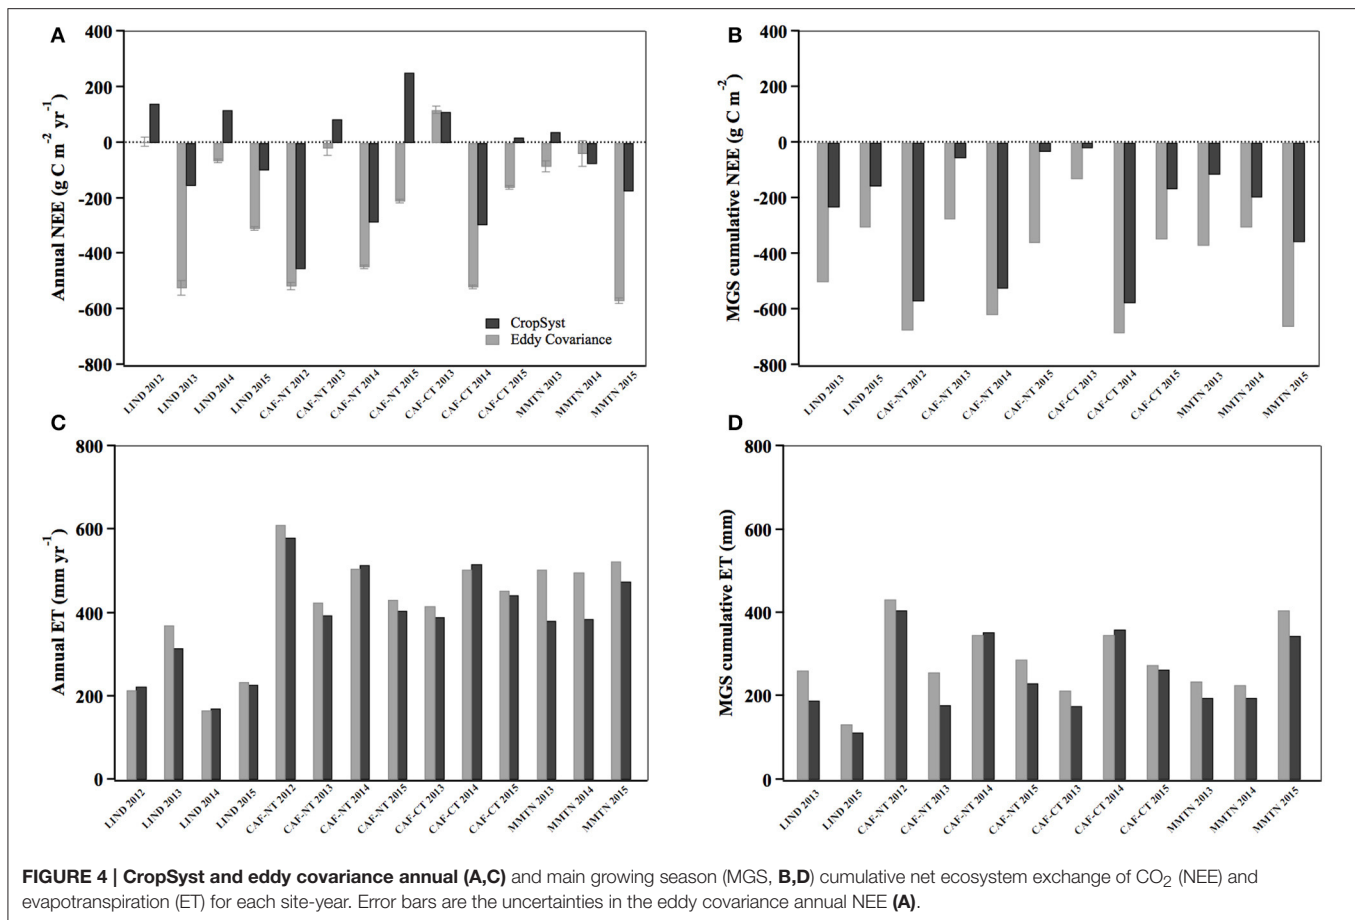 A
400
200
0
-200
-400
-600
-800
Annual NEE (g C m⁻² yr⁻¹)
CropSyst
Eddy Covariance
LIND 2012
LIND 2013
LIND 2014
LIND 2015
CAF-NT 2012
CAF-NT 2013
CAF-NT 2014
CAF-NT 2015
CAF-CT 2013
CAF-CT 2014
CAF-CT 2015
MMTN 2013
MMTN 2014
MMTN 2015
B
400
200
0
-200
-400
-600
-800
MGS cumulative NEE (g C m⁻²)
LIND 2013
LIND 2015
CAF-NT 2012
CAF-NT 2013
CAF-NT 2014
CAF-NT 2015
CAF-CT 2013
CAF-CT 2014
CAF-CT 2015
MMTN 2013
MMTN 2014
MMTN 2015
C
800
600
400
200
0
Annual ET (mm yr⁻¹)
LIND 2012
LIND 2013
LIND 2014
LIND 2015
CAF-NT 2012
CAF-NT 2013
CAF-NT 2014
CAF-NT 2015
CAF-CT 2013
CAF-CT 2014
CAF-CT 2015
MMTN 2013
MMTN 2014
MMTN 2015
D
800
600
400
200
0
MGS cumulative ET (mm)
LIND 2013
LIND 2015
CAF-NT 2012
CAF-NT 2013
CAF-NT 2014
CAF-NT 2015
CAF-CT 2013
CAF-CT 2014
CAF-CT 2015
MMTN 2013
MMTN 2014
MMTN 2015
FIGURE 4 | CropSyst and eddy covariance annual (A,C) and main growing season (MGS, B,D) cumulative net ecosystem exchange of CO₂ (NEE) and
evapotranspiration (ET) for each site-year. Error bars are the uncertainties in the eddy covariance annual NEE (A).